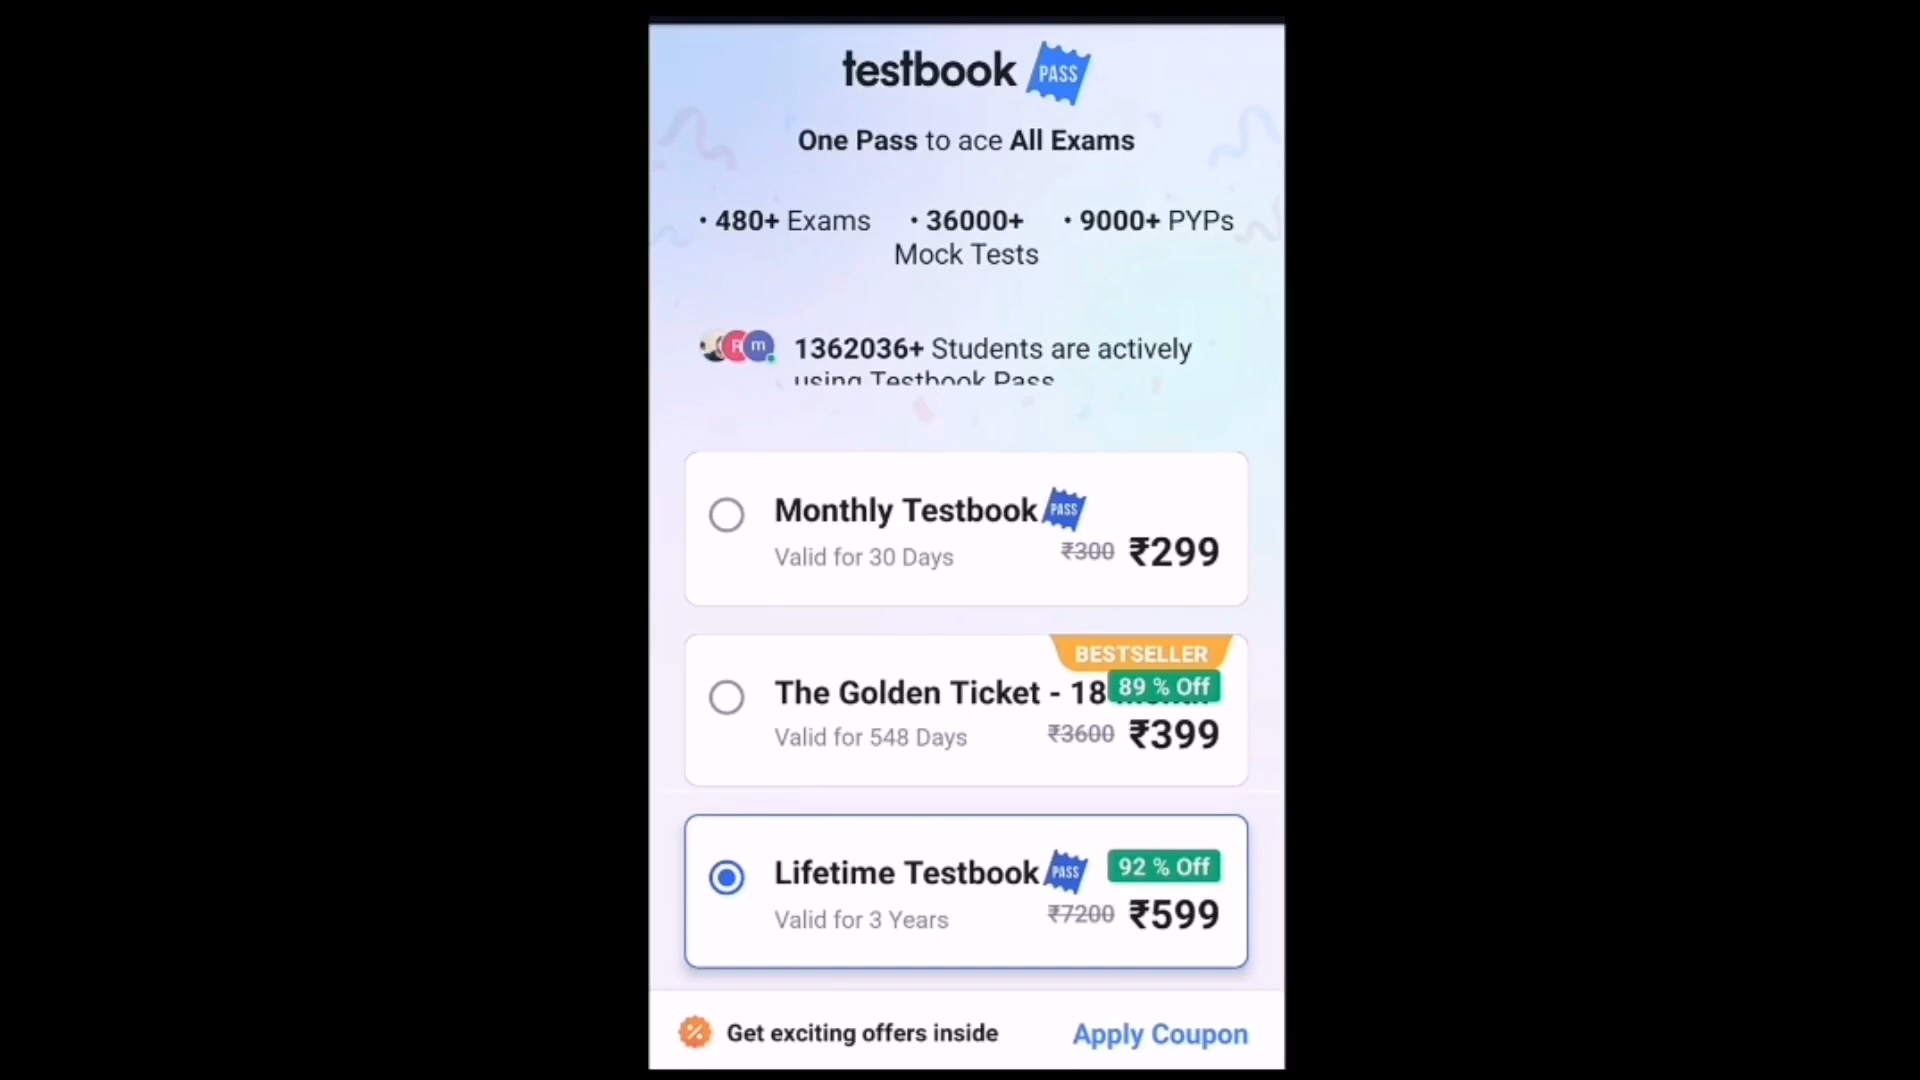 testbook PASS
One Pass to ace All Exams
• 480+ Exams • 36000+ • 9000+ PYPs
Mock Tests
R m
1362036+ Students are actively
using Testbook Pass
Monthly Testbook PASS
Valid for 30 Days ₹300 ₹299
BESTSELLER
The Golden Ticket - 18 89 % Off
Valid for 548 Days ₹3600 ₹399
Lifetime Testbook PASS 92 % Off
Valid for 3 Years ₹7200 ₹599
Get exciting offers inside Apply Coupon